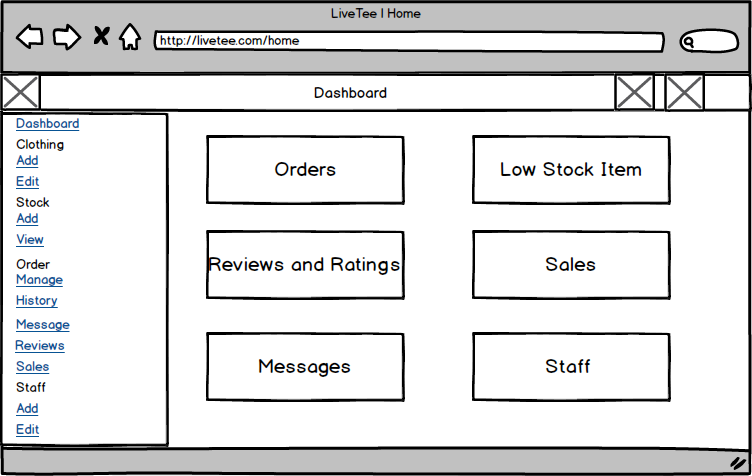 LiveTee | Home
http://livetee.com/home
Dashboard
Dashboard
Clothing
Add
Edit
Stock
Add
View
Order
Manage
History
Message
Reviews
Sales
Staff
Add
Edit
Orders
Low Stock Item
Reviews and Ratings
Sales
Messages
Staff